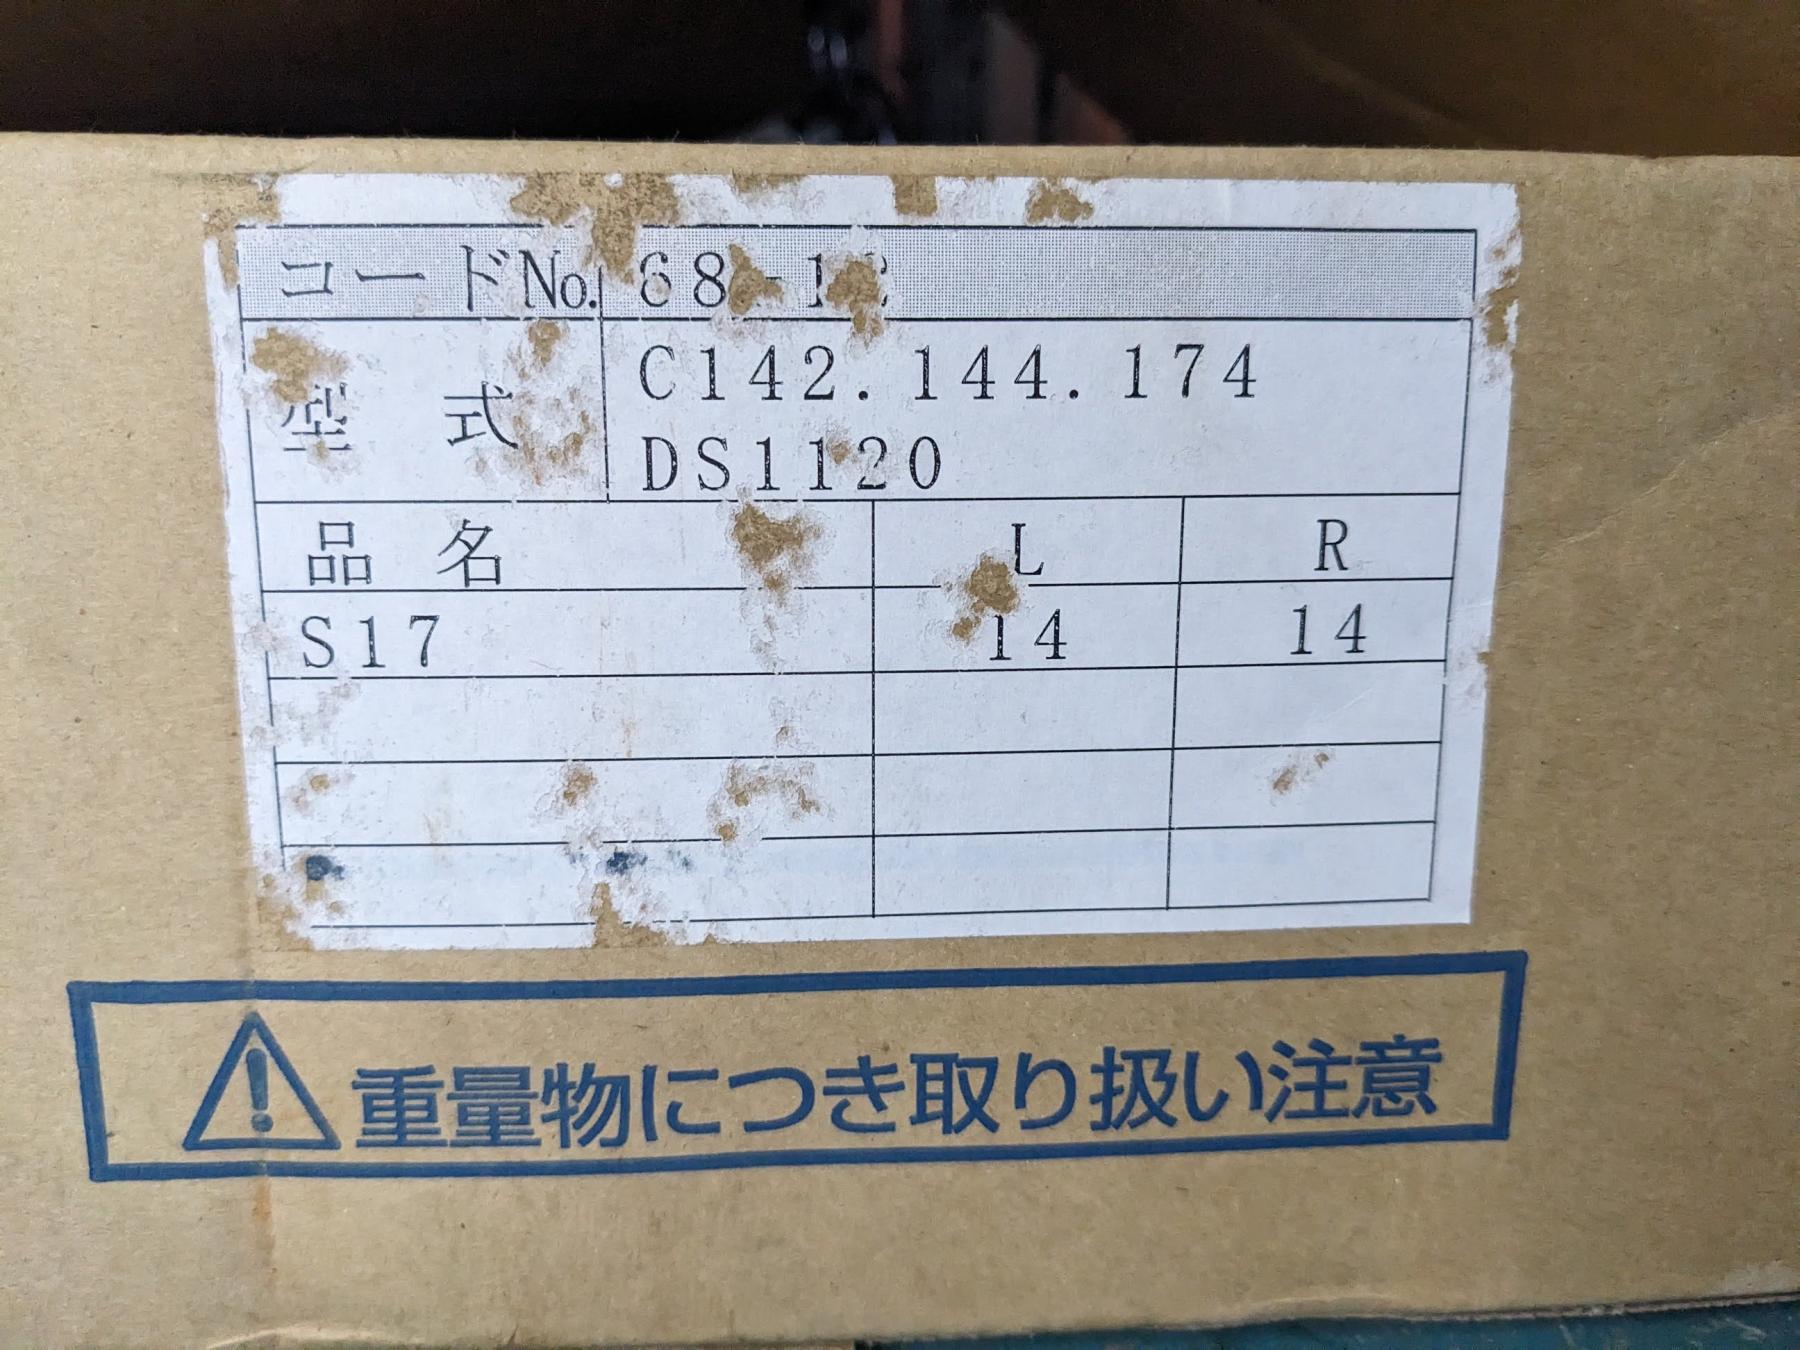 コードNo.
型 式 C142.144.174
DS1120
品 名 L R
S17 14 14
重量物につき取り扱い注意